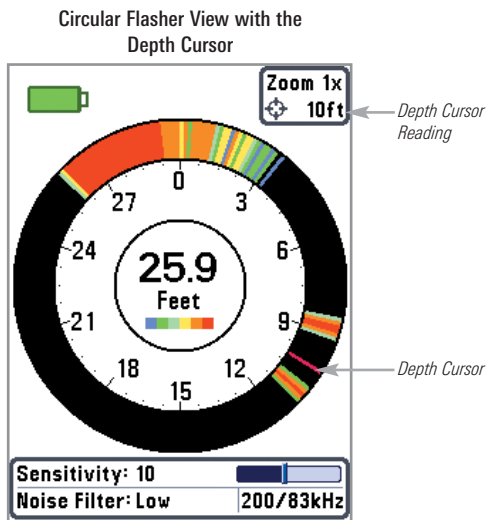 Circular Flasher View with the
Depth Cursor
Zoom 1x
10ft
Depth Cursor
Reading
0
3
6
9
12
15
18
21
24
27
25.9
Feet
Depth Cursor
Sensitivity: 10
Noise Filter: Low
200/83kHz